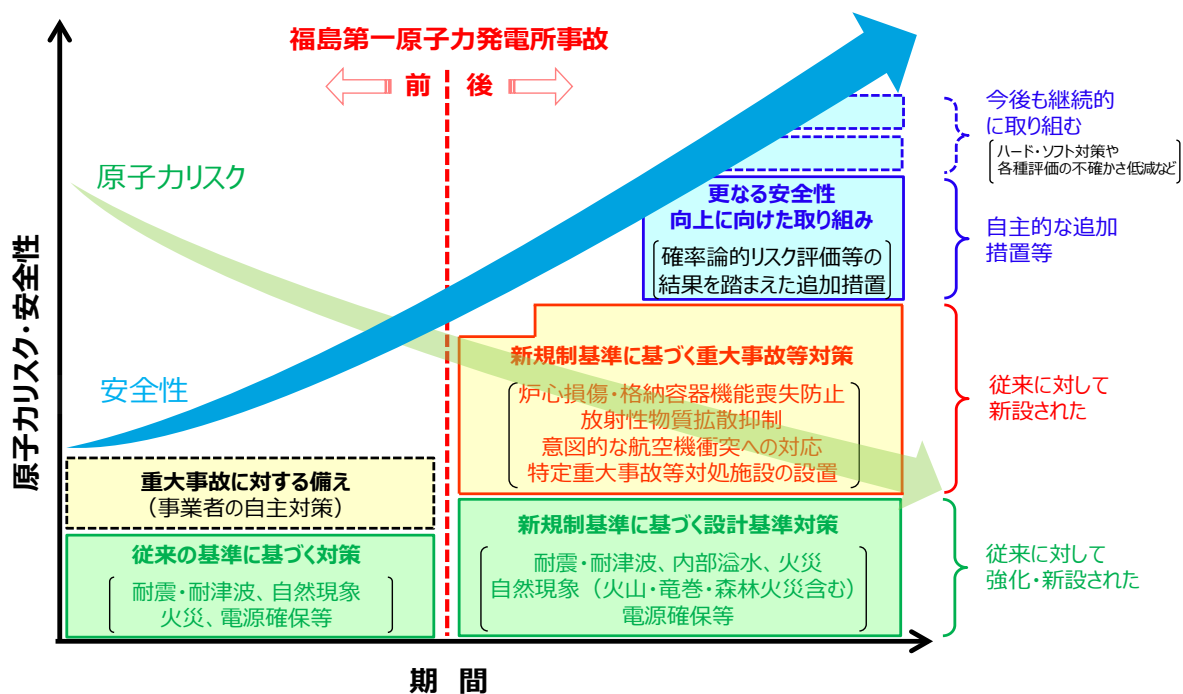 福島第一原子力発電所事故
前 後
原子力リスク
安全性
原子力リスク・安全性
期 間
重大事故に対する備え
（事業者の自主対策）
従来の基準に基づく対策
耐震・耐津波、自然現象
火災、電源確保等
更なる安全性
向上に向けた取り組み
確率論的リスク評価等の
結果を踏まえた追加措置
新規制基準に基づく重大事故等対策
炉心損傷・格納容器機能喪失防止
放射性物質拡散抑制
意図的な航空機衝突への対応
特定重大事故等対処施設の設置
新規制基準に基づく設計基準対策
耐震・耐津波、内部溢水、火災
自然現象（火山・竜巻・森林火災含む）
電源確保等
今後も継続的
に取り組む
ハード・ソフト対策や
各種評価の不確かさ低減など
自主的な追加
措置等
従来に対して
新設された
従来に対して
強化・新設された